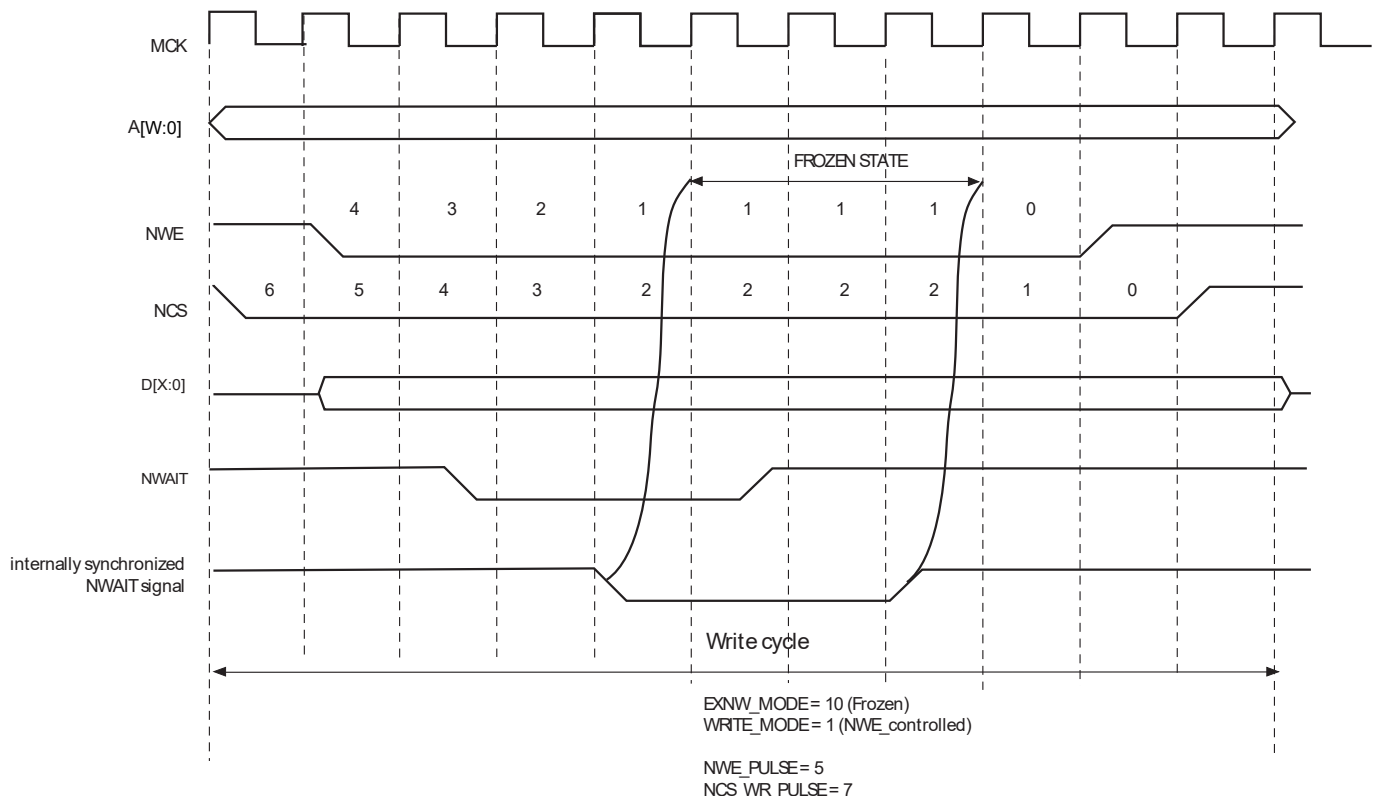 MCK
A[W:0]
FROZEN STATE
4 3 2 1 1 1 1 0
NWE
6 5 4 3 2 2 2 2 1 0
NCS
D[X:0]
NWAIT
internally synchronized
NWAIT signal
Write cycle
EXNW_MODE = 10 (Frozen)
WRITE_MODE = 1 (NWE_controlled)
NWE_PULSE = 5
NCS_WR_PULSE = 7